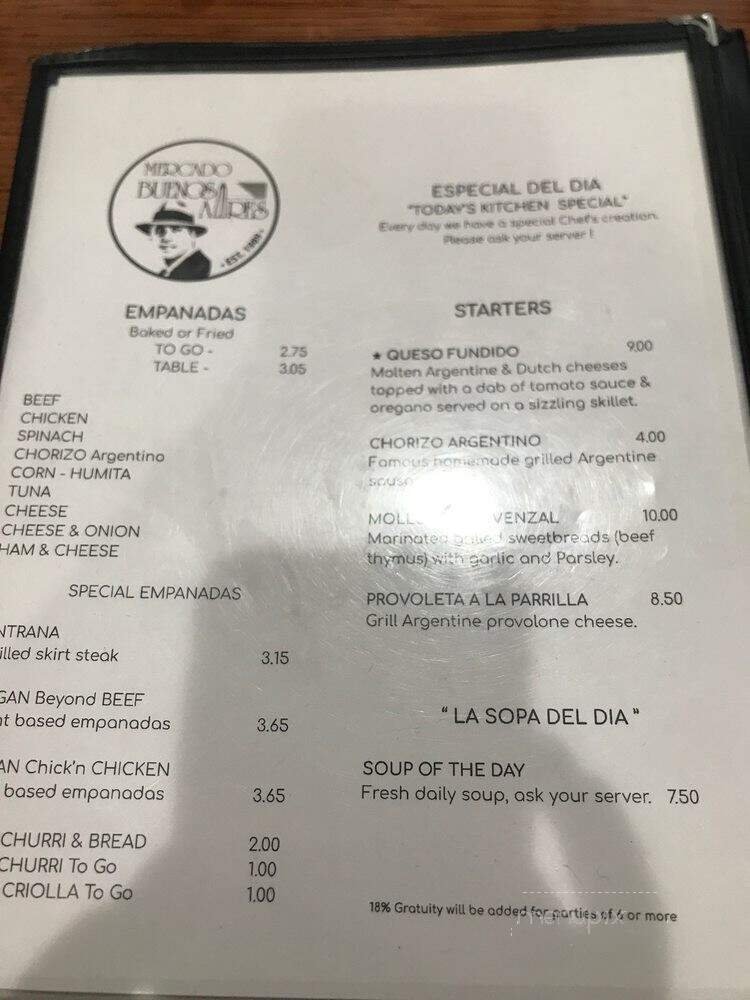 MERCADO
BUENOS
AIRES
EST. 1989
EMPANADAS
Baked or Fried
TO GO - 2.75
TABLE - 3.05
BEEF
CHICKEN
SPINACH
CHORIZO Argentino
CORN - HUMITA
TUNA
CHEESE
CHEESE & ONION
HAM & CHEESE
SPECIAL EMPANADAS
NTRANA
illed skirt steak 3.15
GAN Beyond BEEF
nt based empanadas 3.65
AN Chick'n CHICKEN
based empanadas 3.65
CHURRI & BREAD 2.00
CHURRI To Go 1.00
CRIOLLA To Go 1.00
ESPECIAL DEL DIA
"TODAY'S KITCHEN SPECIAL"
Every day we have a special Chef's creation.
Please ask your server !
STARTERS
★ QUESO FUNDIDO 9.00
Molten Argentine & Dutch cheeses
topped with a dab of tomato sauce &
oregano served on a sizzling skillet.
CHORIZO ARGENTINO 4.00
Famous homemade grilled Argentine
MOLL VENZAL 10.00
Marinated grilled sweetbreads (beef
thymus) with garlic and Parsley.
PROVOLETA A LA PARRILLA 8.50
Grill Argentine provolone cheese.
" LA SOPA DEL DIA "
SOUP OF THE DAY
Fresh daily soup, ask your server. 7.50
18% Gratuity will be added for parties of 6 or more